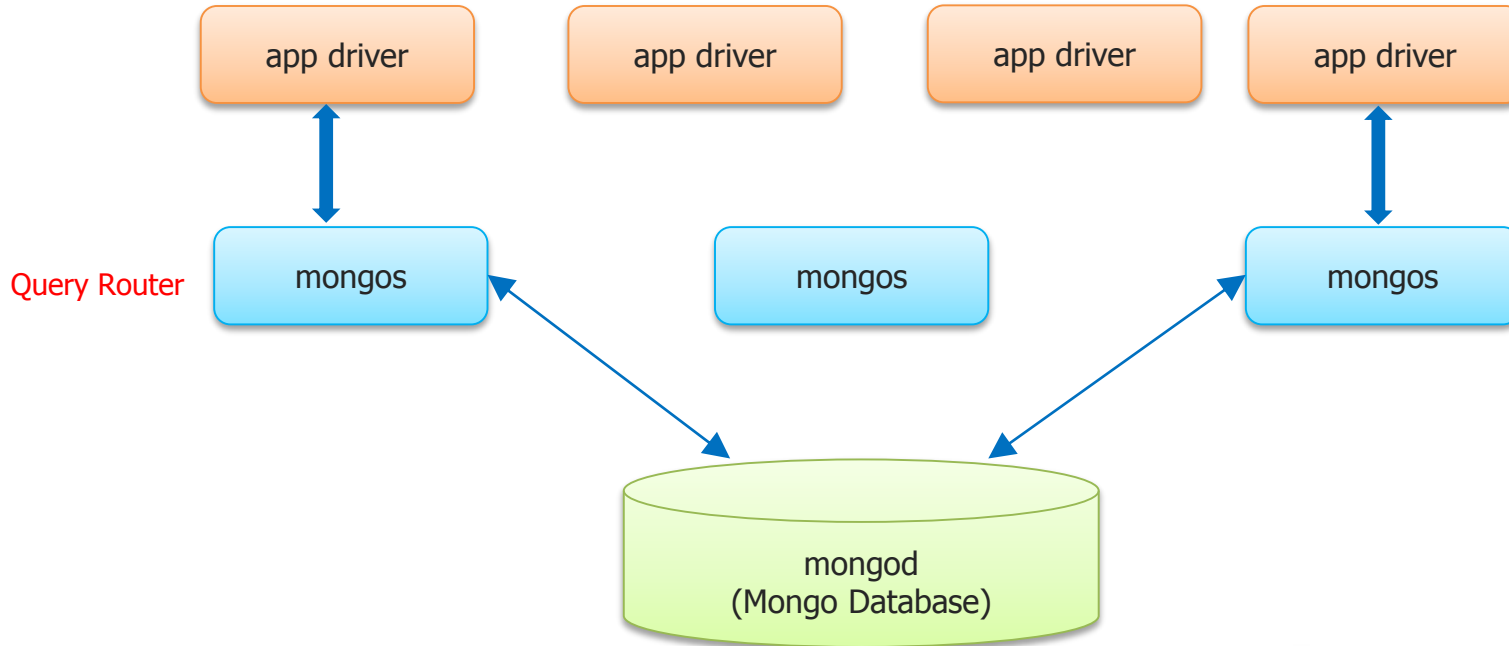 app driver
app driver
app driver
app driver
Query Router
mongos
mongos
mongos
mongod
(Mongo Database)